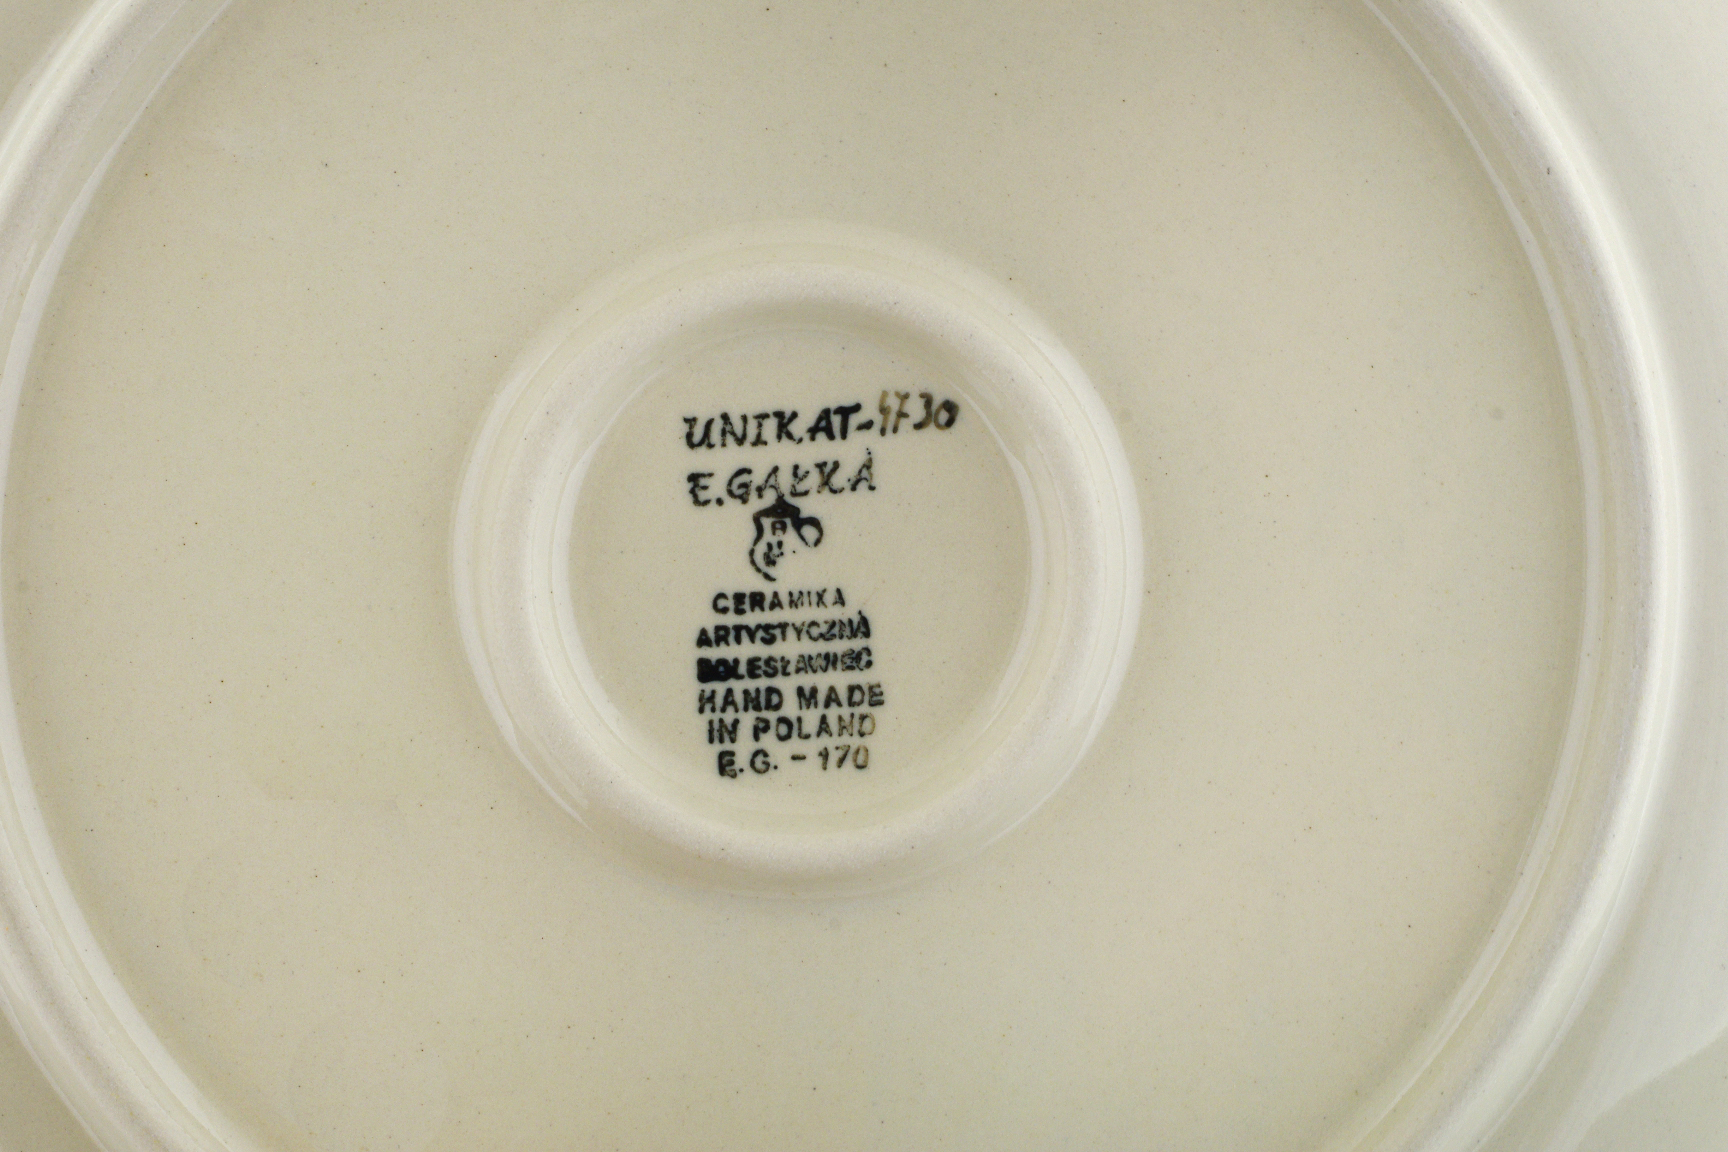 UNIKAT-4730
E.GAŁKA
CERAMIKA
ARTYSTYCZNA
BOLESŁAWIEC
HAND MADE
IN POLAND
E.G. - 170